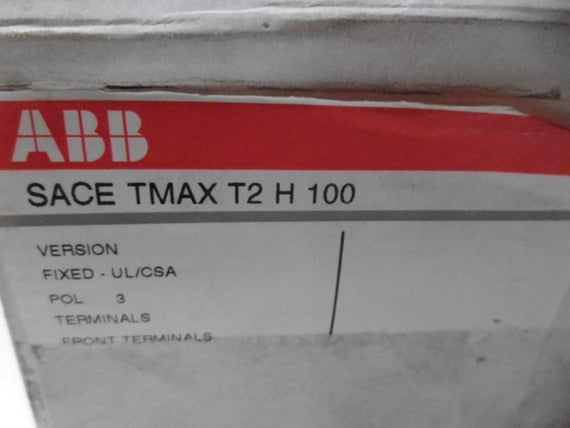 ABB
SACE TMAX T2 H 100
VERSION
FIXED - UL/CSA
POL 3
TERMINALS
FRONT TERMINALS